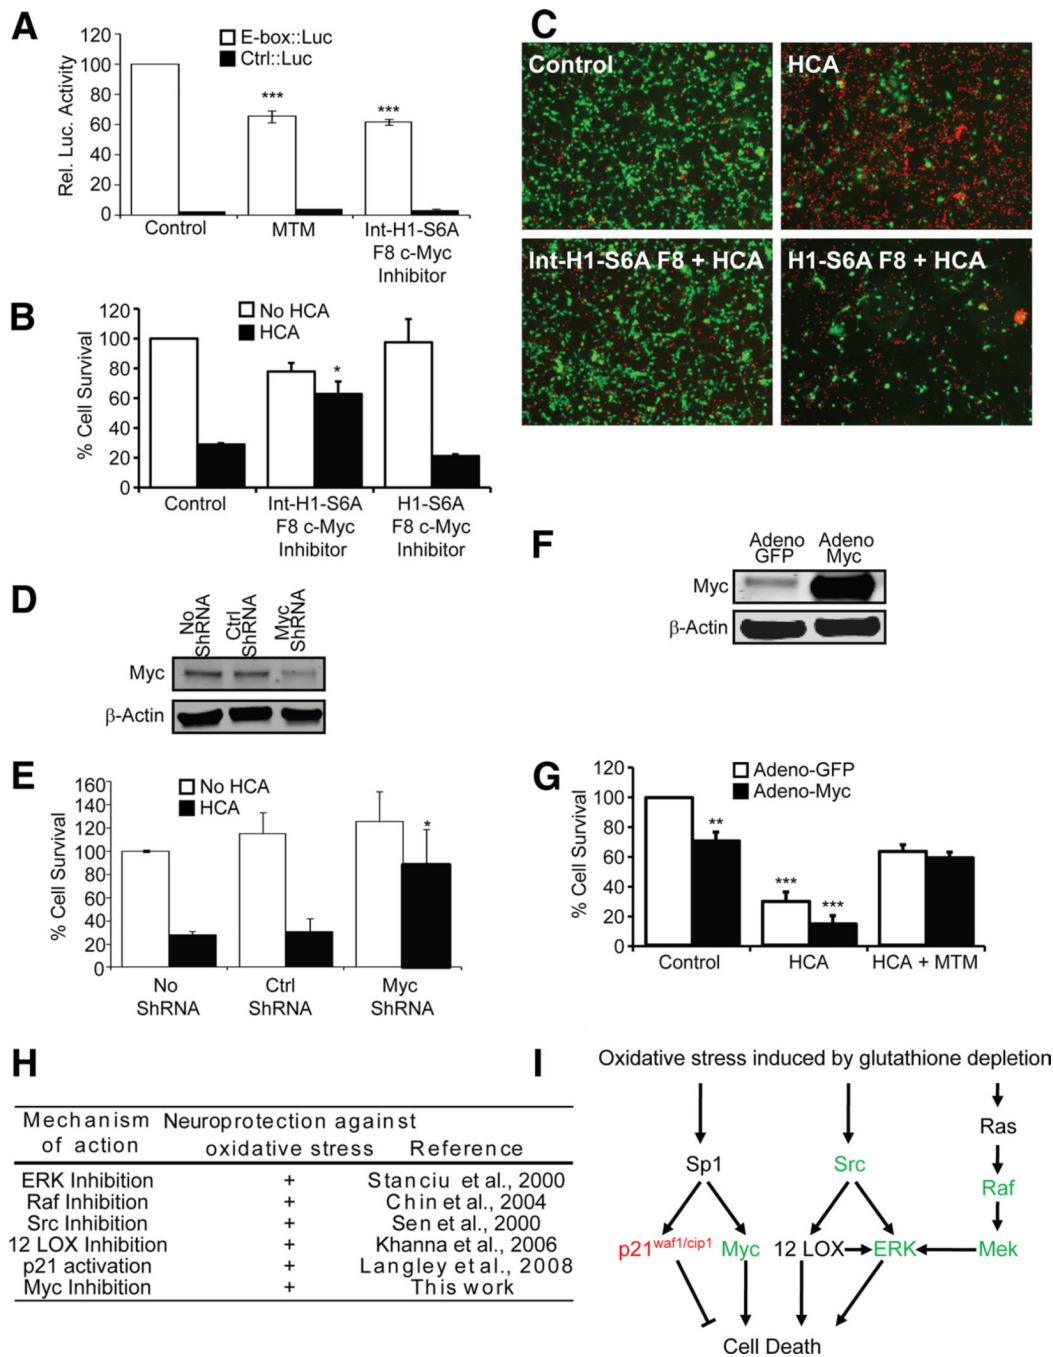 A
120
100
80
60
40
20
0
Rel. Luc. Activity
E-box::Luc
Ctrl::Luc
***
***
Control
MTM
Int-H1-S6A
F8 c-Myc
Inhibitor
B
120
100
80
60
40
20
0
% Cell Survival
No HCA
HCA
*
Control
Int-H1-S6A
F8 c-Myc
Inhibitor
H1-S6A
F8 c-Myc
Inhibitor
C
Control
HCA
Int-H1-S6A F8 + HCA
H1-S6A F8 + HCA
D
No
ShRNA
Ctrl
ShRNA
Myc
ShRNA
Myc
β-Actin
E
160
140
120
100
80
60
40
20
0
% Cell Survival
No HCA
HCA
*
No
ShRNA
Ctrl
ShRNA
Myc
ShRNA
F
Adeno
GFP
Adeno
Myc
Myc
β-Actin
G
120
100
80
60
40
20
0
% Cell Survival
Adeno-GFP
Adeno-Myc
**
***
***
Control
HCA
HCA + MTM
H
Mechanism Neuroprotection against
of action oxidative stress Reference
ERK Inhibition + Stanciu et al., 2000
Raf Inhibition + Chin et al., 2004
Src Inhibition + Sen et al., 2000
12 LOX Inhibition + Khanna et al., 2006
p21 activation + Langley et al., 2008
Myc Inhibition + This work
I
Oxidative stress induced by glutathione depletion
Ras
Sp1
Src
Raf
p21waf1/cip1
Myc
12 LOX
ERK
Mek
Cell Death